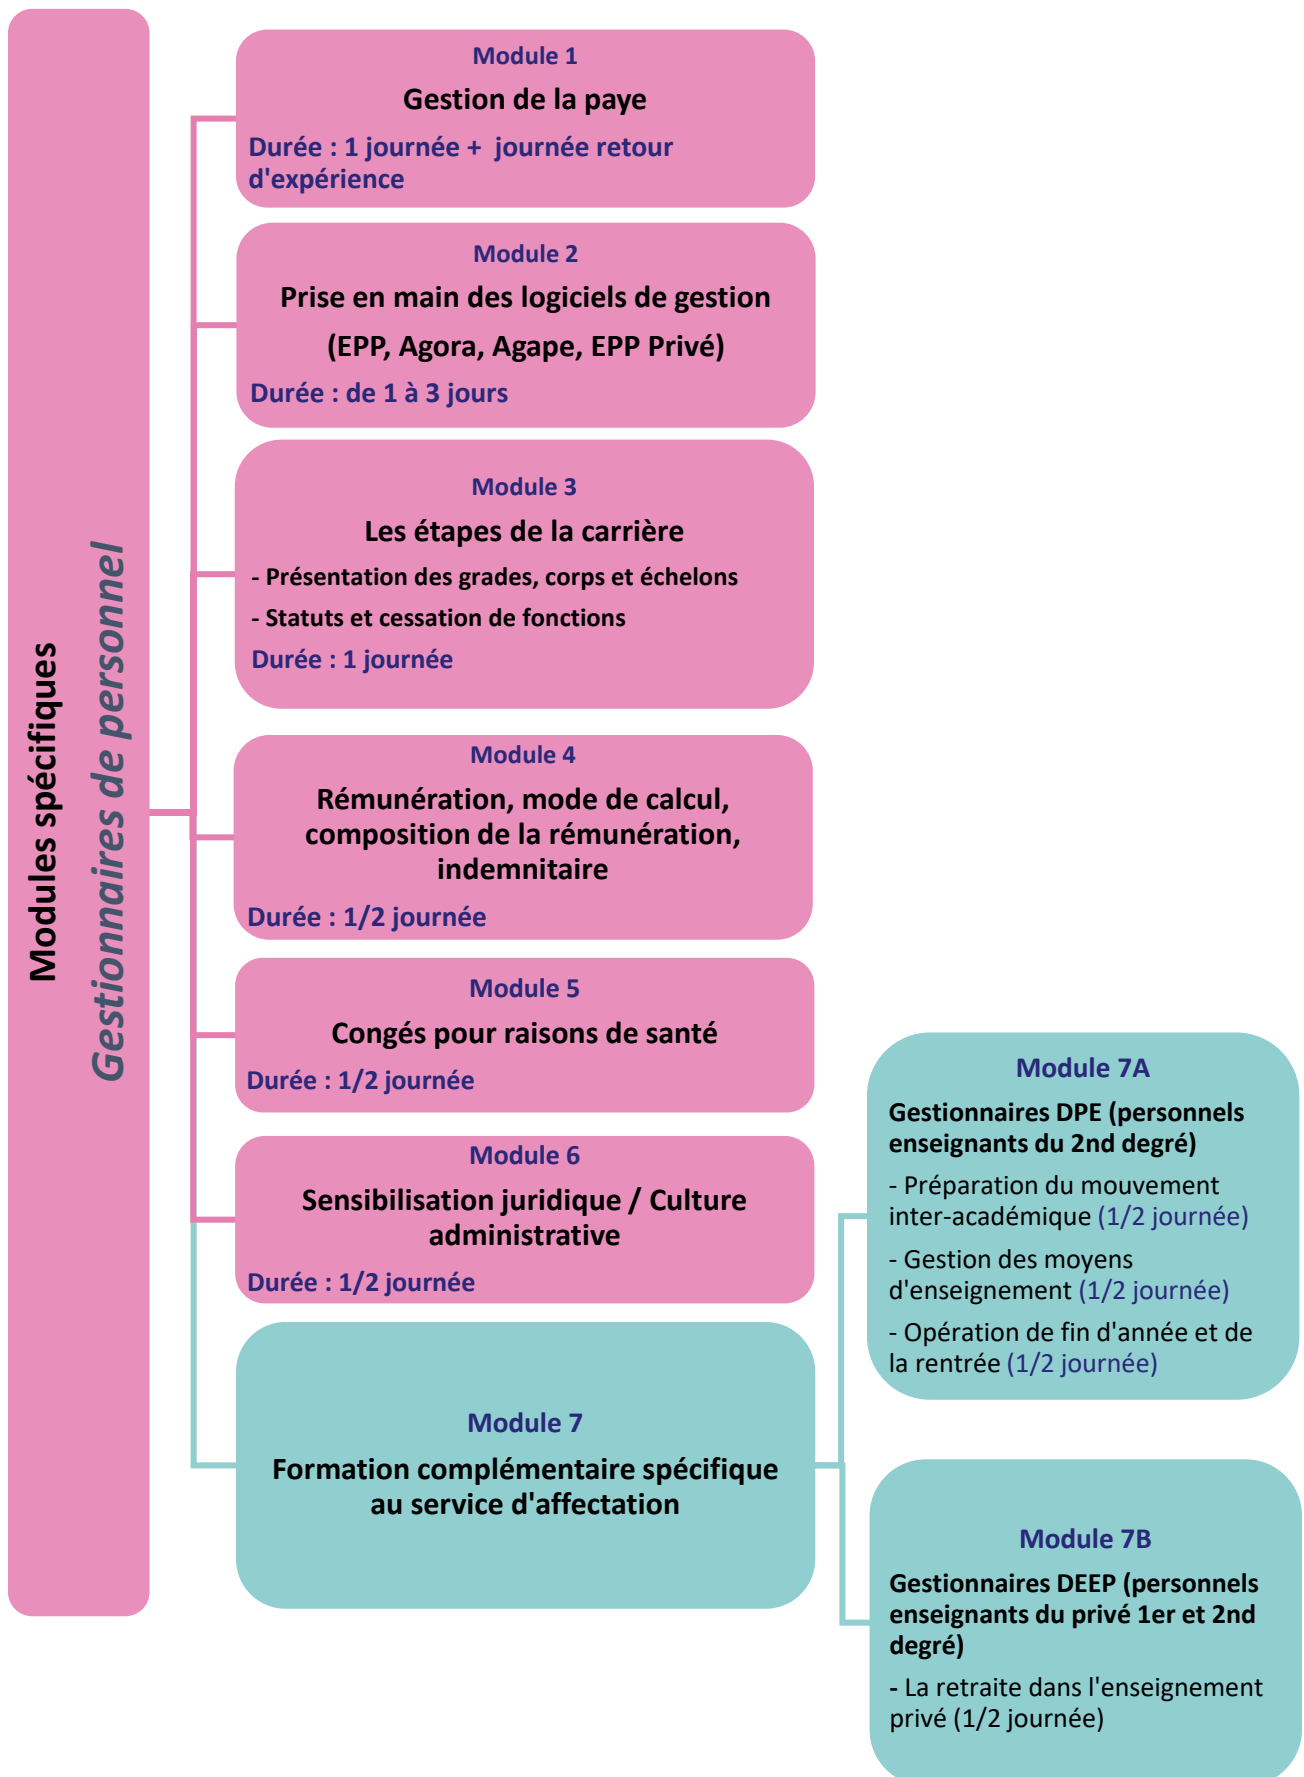 Modules spécifiques
Gestionnaires de personnel
Module 1
Gestion de la paye
Durée : 1 journée + journée retour
d'expérience
Module 2
Prise en main des logiciels de gestion
(EPP, Agora, Agape, EPP Privé)
Durée : de 1 à 3 jours
Module 3
Les étapes de la carrière
- Présentation des grades, corps et échelons
- Statuts et cessation de fonctions
Durée : 1 journée
Module 4
Rémunération, mode de calcul,
composition de la rémunération,
indemnitaire
Durée : 1/2 journée
Module 5
Congés pour raisons de santé
Durée : 1/2 journée
Module 6
Sensibilisation juridique / Culture
administrative
Durée : 1/2 journée
Module 7
Formation complémentaire spécifique
au service d'affectation
Module 7A
Gestionnaires DPE (personnels
enseignants du 2nd degré)
- Préparation du mouvement
inter-académique (1/2 journée)
- Gestion des moyens
d'enseignement (1/2 journée)
- Opération de fin d'année et de
la rentrée (1/2 journée)
Module 7B
Gestionnaires DEEP (personnels
enseignants du privé 1er et 2nd
degré)
- La retraite dans l'enseignement
privé (1/2 journée)